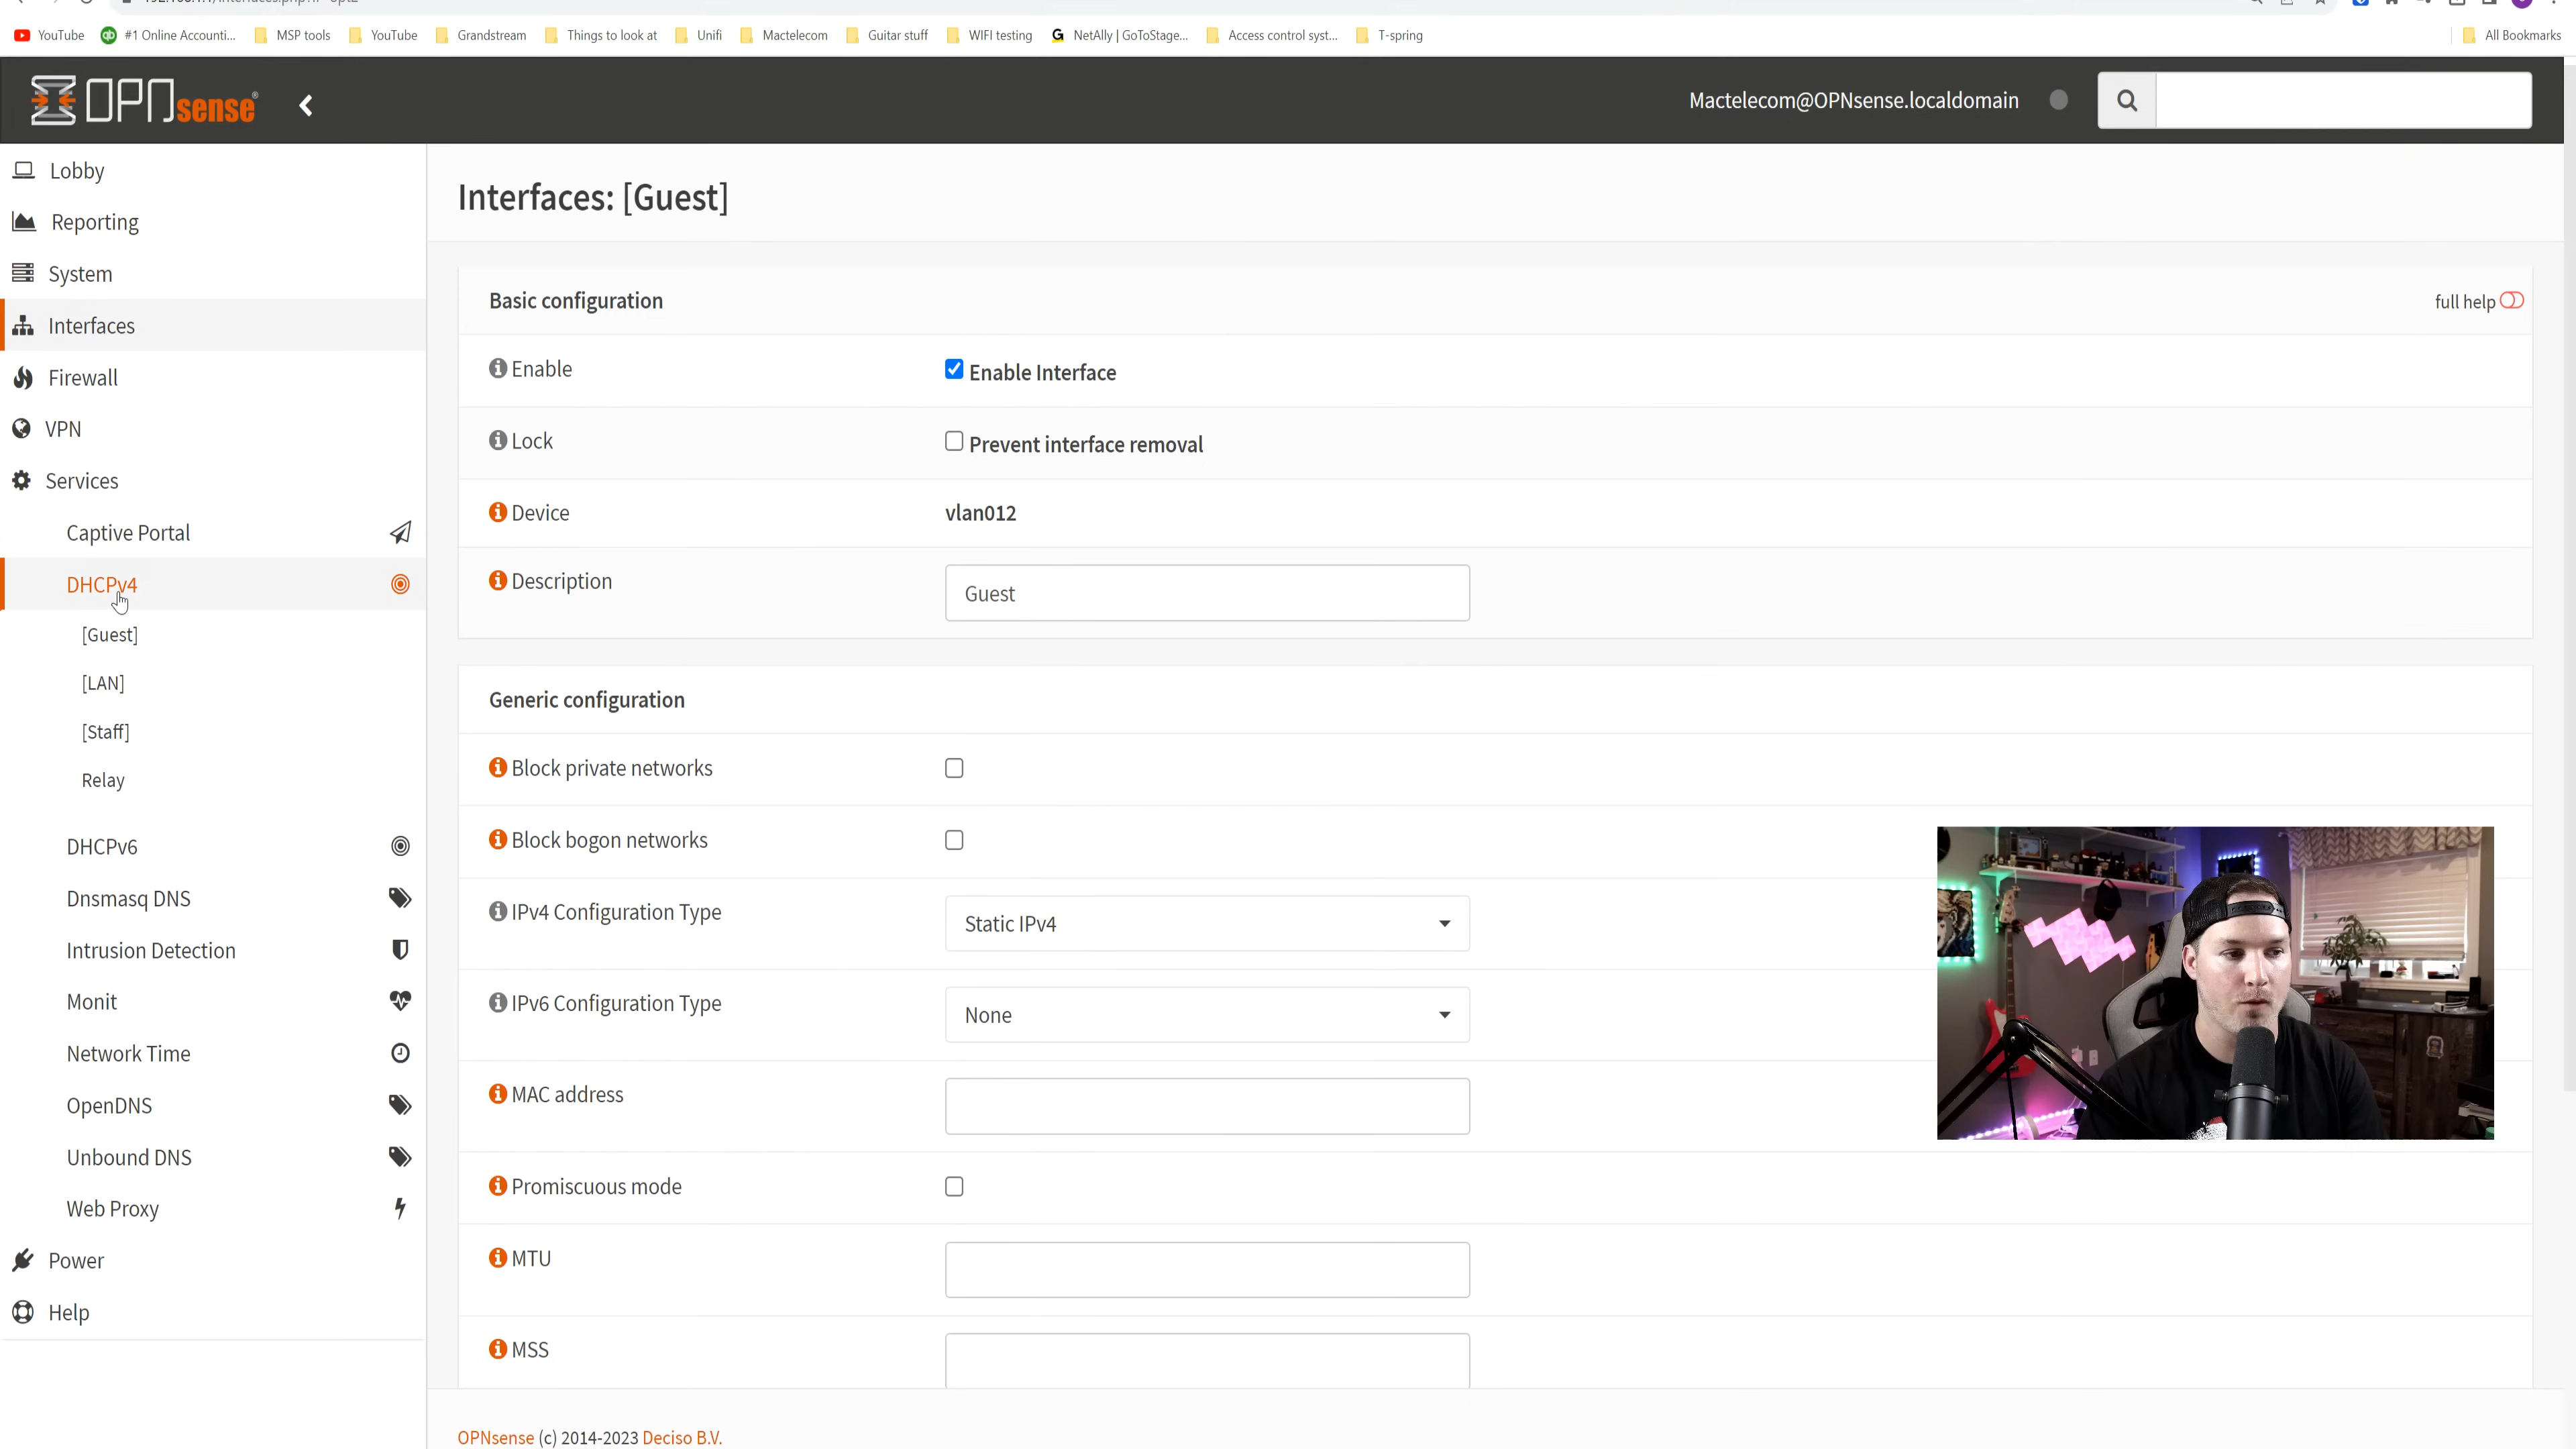 YouTube #1 Online Accounti... MSP tools YouTube Grandstream Things to look at Unifi Mactelecom Guitar stuff WIFI testing NetAlly | GoToStage... Access control syst... T-spring All Bookmarks
OPNsense Mactelecom@OPNsense.localdomain
Lobby
Reporting
System
Interfaces
Firewall
VPN
Services
Captive Portal
DHCPv4
[Guest]
[LAN]
[Staff]
Relay
DHCPv6
Dnsmasq DNS
Intrusion Detection
Monit
Network Time
OpenDNS
Unbound DNS
Web Proxy
Power
Help
Interfaces: [Guest]
Basic configuration full help
Enable Enable Interface
Lock Prevent interface removal
Device vlan012
Description Guest
Generic configuration
Block private networks
Block bogon networks
IPv4 Configuration Type Static IPv4
IPv6 Configuration Type None
MAC address
Promiscuous mode
MTU
MSS
OPNsense (c) 2014-2023 Deciso B.V.